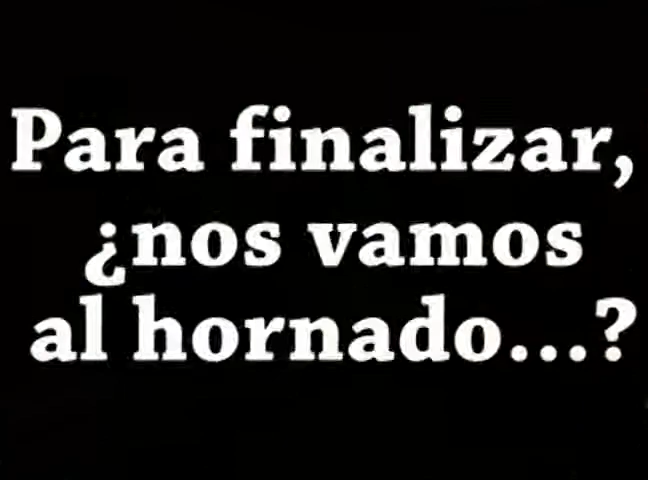 Para finalizar,
¿nos vamos
al hornado...?